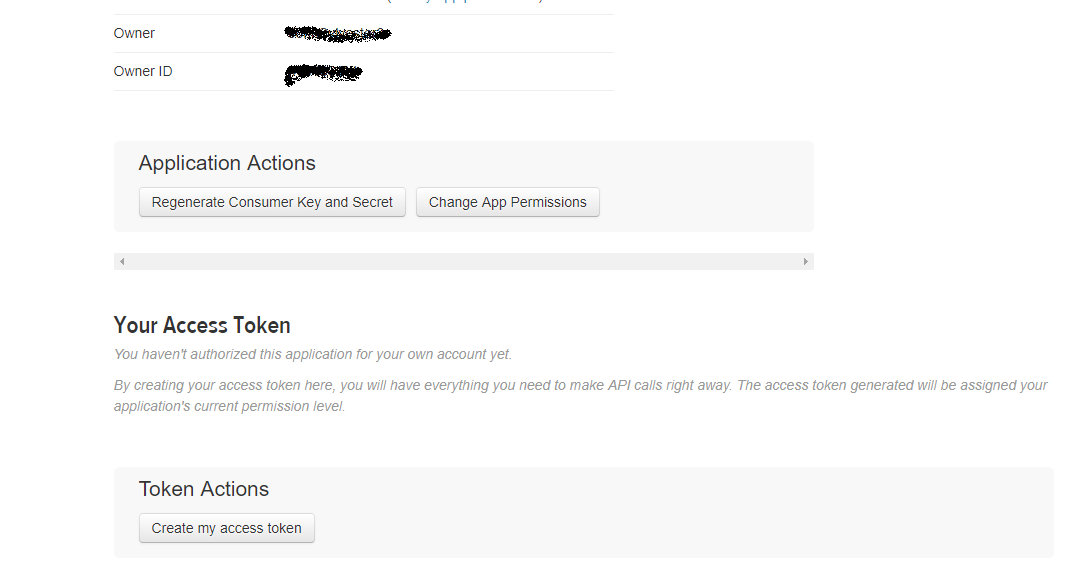 Owner
Owner ID
Application Actions
Regenerate Consumer Key and Secret Change App Permissions
Your Access Token
You haven't authorized this application for your own account yet.
By creating your access token here, you will have everything you need to make API calls right away. The access token generated will be assigned your
application's current permission level.
Token Actions
Create my access token